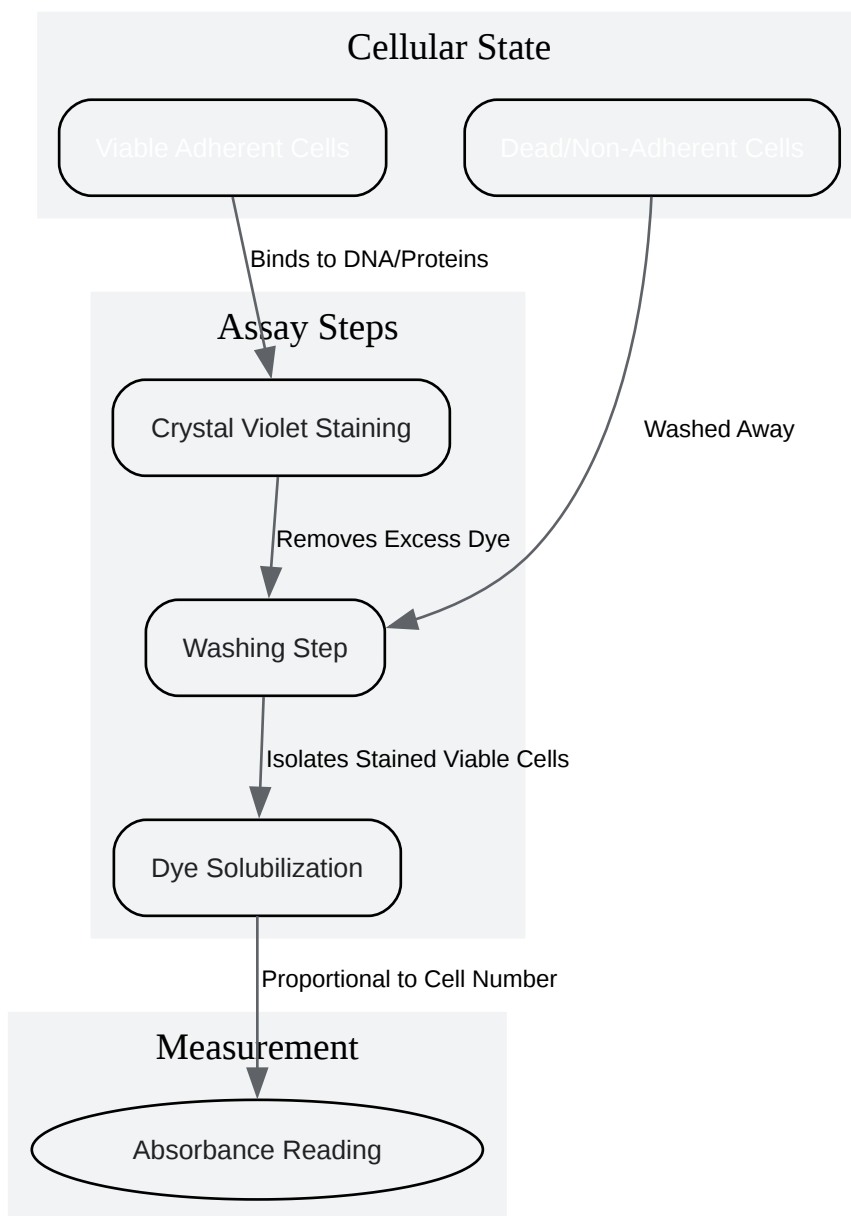 Cellular State
Viable Adherent Cells
Dead/Non-Adherent Cells
Binds to DNA/Proteins
Assay Steps
Crystal Violet Staining
Washed Away
Removes Excess Dye
Washing Step
Isolates Stained Viable Cells
Dye Solubilization
Proportional to Cell Number
Measurement
Absorbance Reading